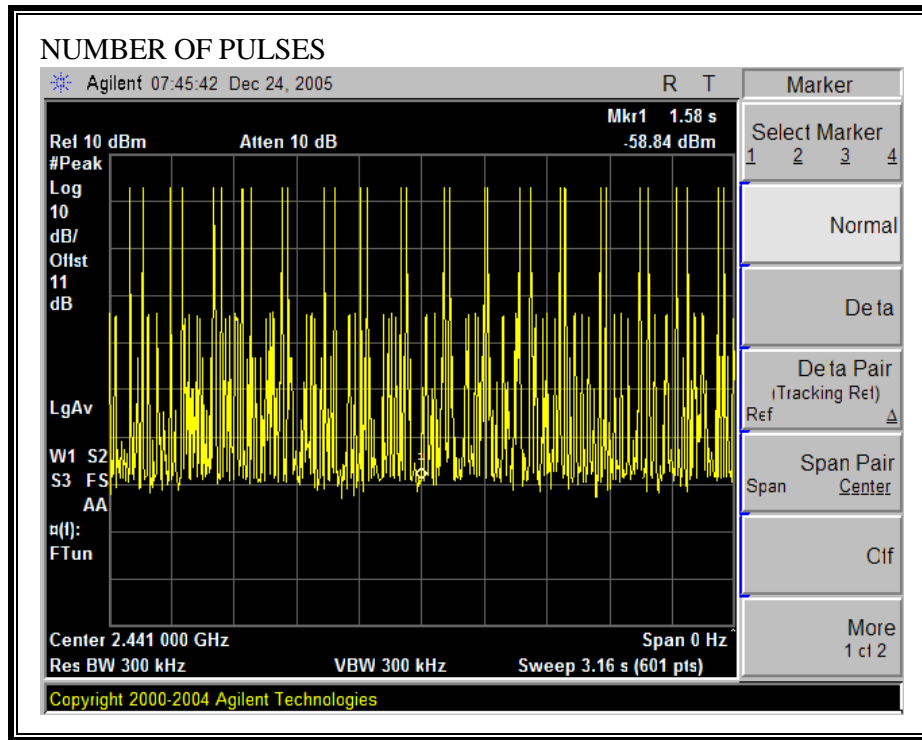 NUMBER OF PULSES
Agilent 07:45:42 Dec 24, 2005 R T
Mkr1 1.58 s
Ref 10 dBm Atten 10 dB -58.84 dBm
#Peak
Log
10
dB/
Offst
11
dB
LgAv
W1 S2
S3 FS
AA
¤(f):
FTun
1
Center 2.441 000 GHz Span 0 Hz^
Res BW 300 kHz VBW 300 kHz Sweep 3.16 s (601 pts)
Copyright 2000-2004 Agilent Technologies
Marker
Select Marker
1 2 3 4
Normal
Delta
Delta Pair
(Tracking Ref)
Ref Δ
Span Pair
Span Center
Off
More
1 of 2